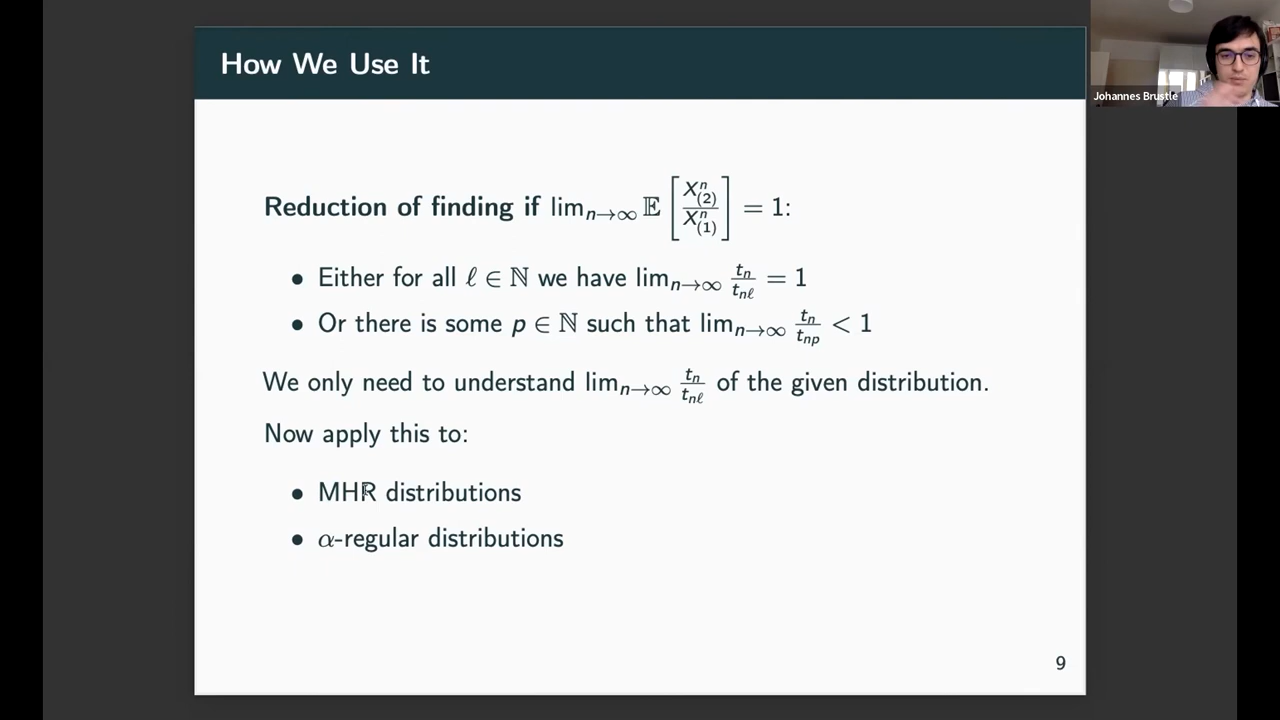 How We Use It
Johannes Brustle
Reduction of finding if lim_{n→∞} 𝔼[X^n_{(2)} / X^n_{(1)}] = 1:
• Either for all ℓ ∈ ℕ we have lim_{n→∞} t_n / t_{nℓ} = 1
• Or there is some p ∈ ℕ such that lim_{n→∞} t_n / t_{np} < 1
We only need to understand lim_{n→∞} t_n / t_{nℓ} of the given distribution.
Now apply this to:
• MHR distributions
• α-regular distributions
9